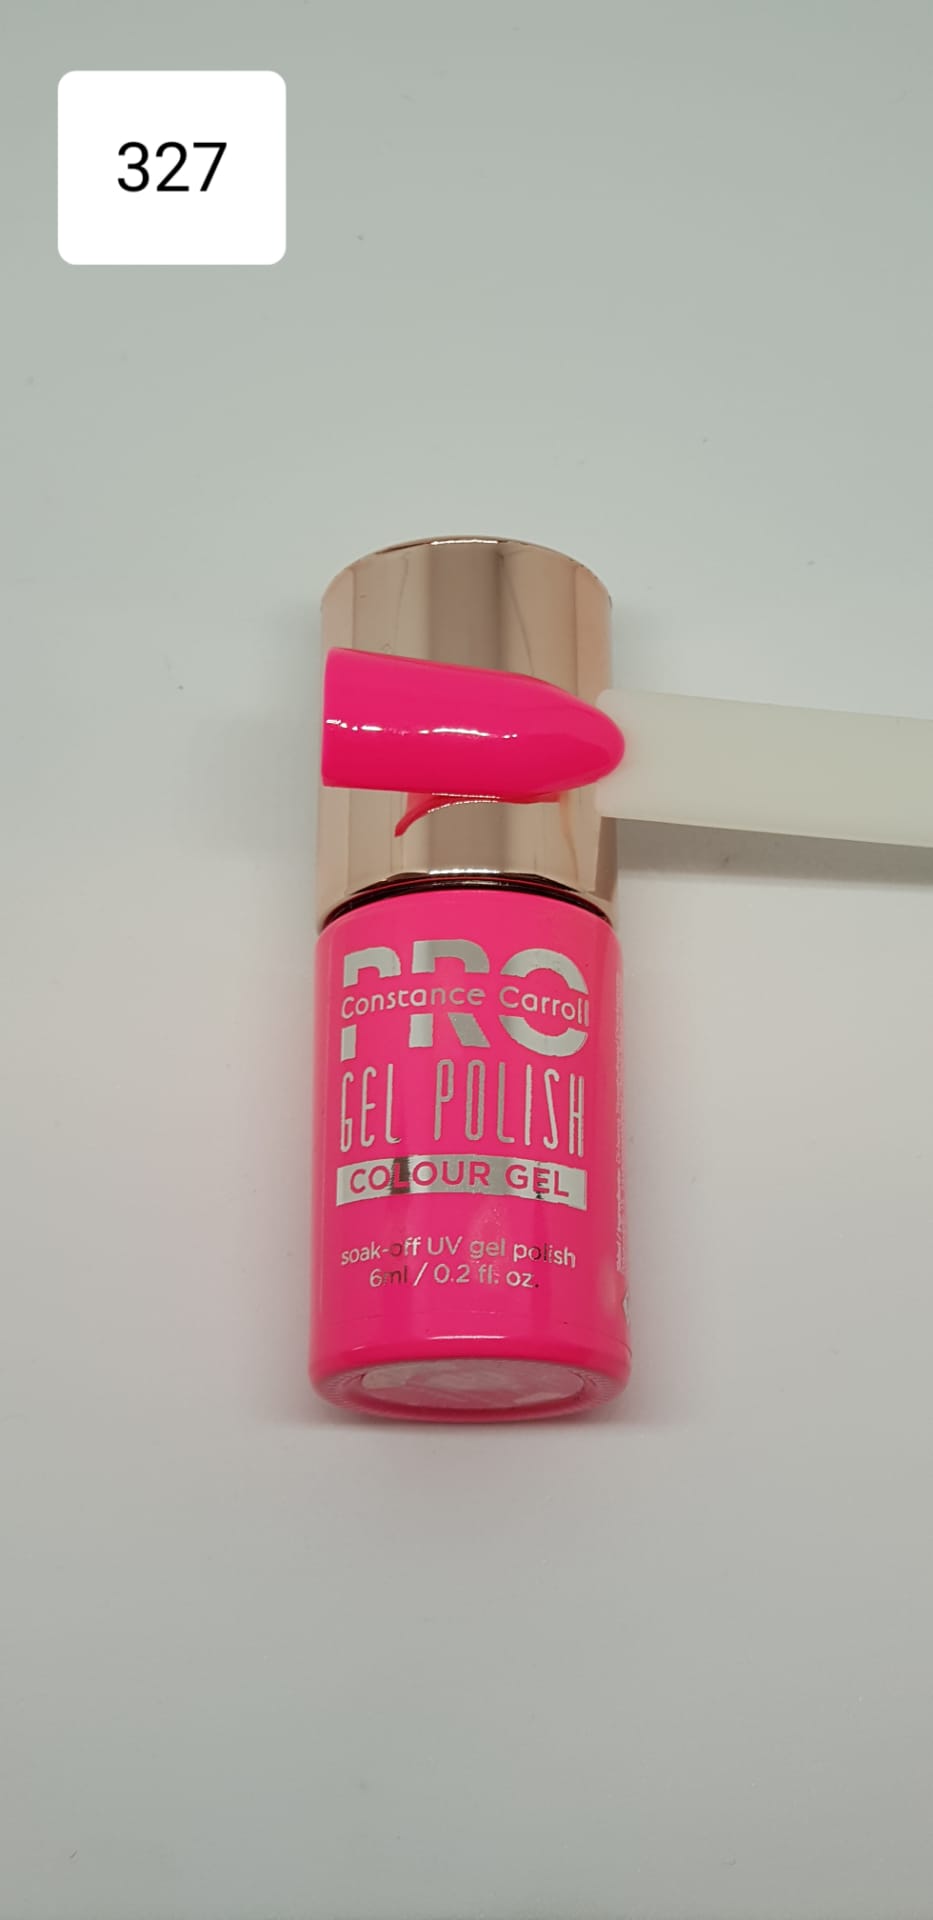 327
PRO
Constance Carroll
GEL POLISH
COLOUR GEL
soak-off UV gel polish
6ml / 0.2 fl. oz.